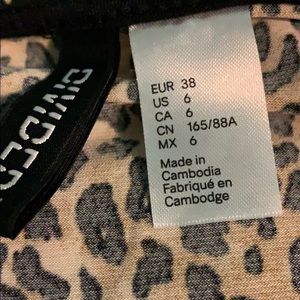 DIVIDED
EUR 38
US 6
CA 6
CN 165/88A
MX 6
Made in
Cambodia
Fabriqué en
Cambodge